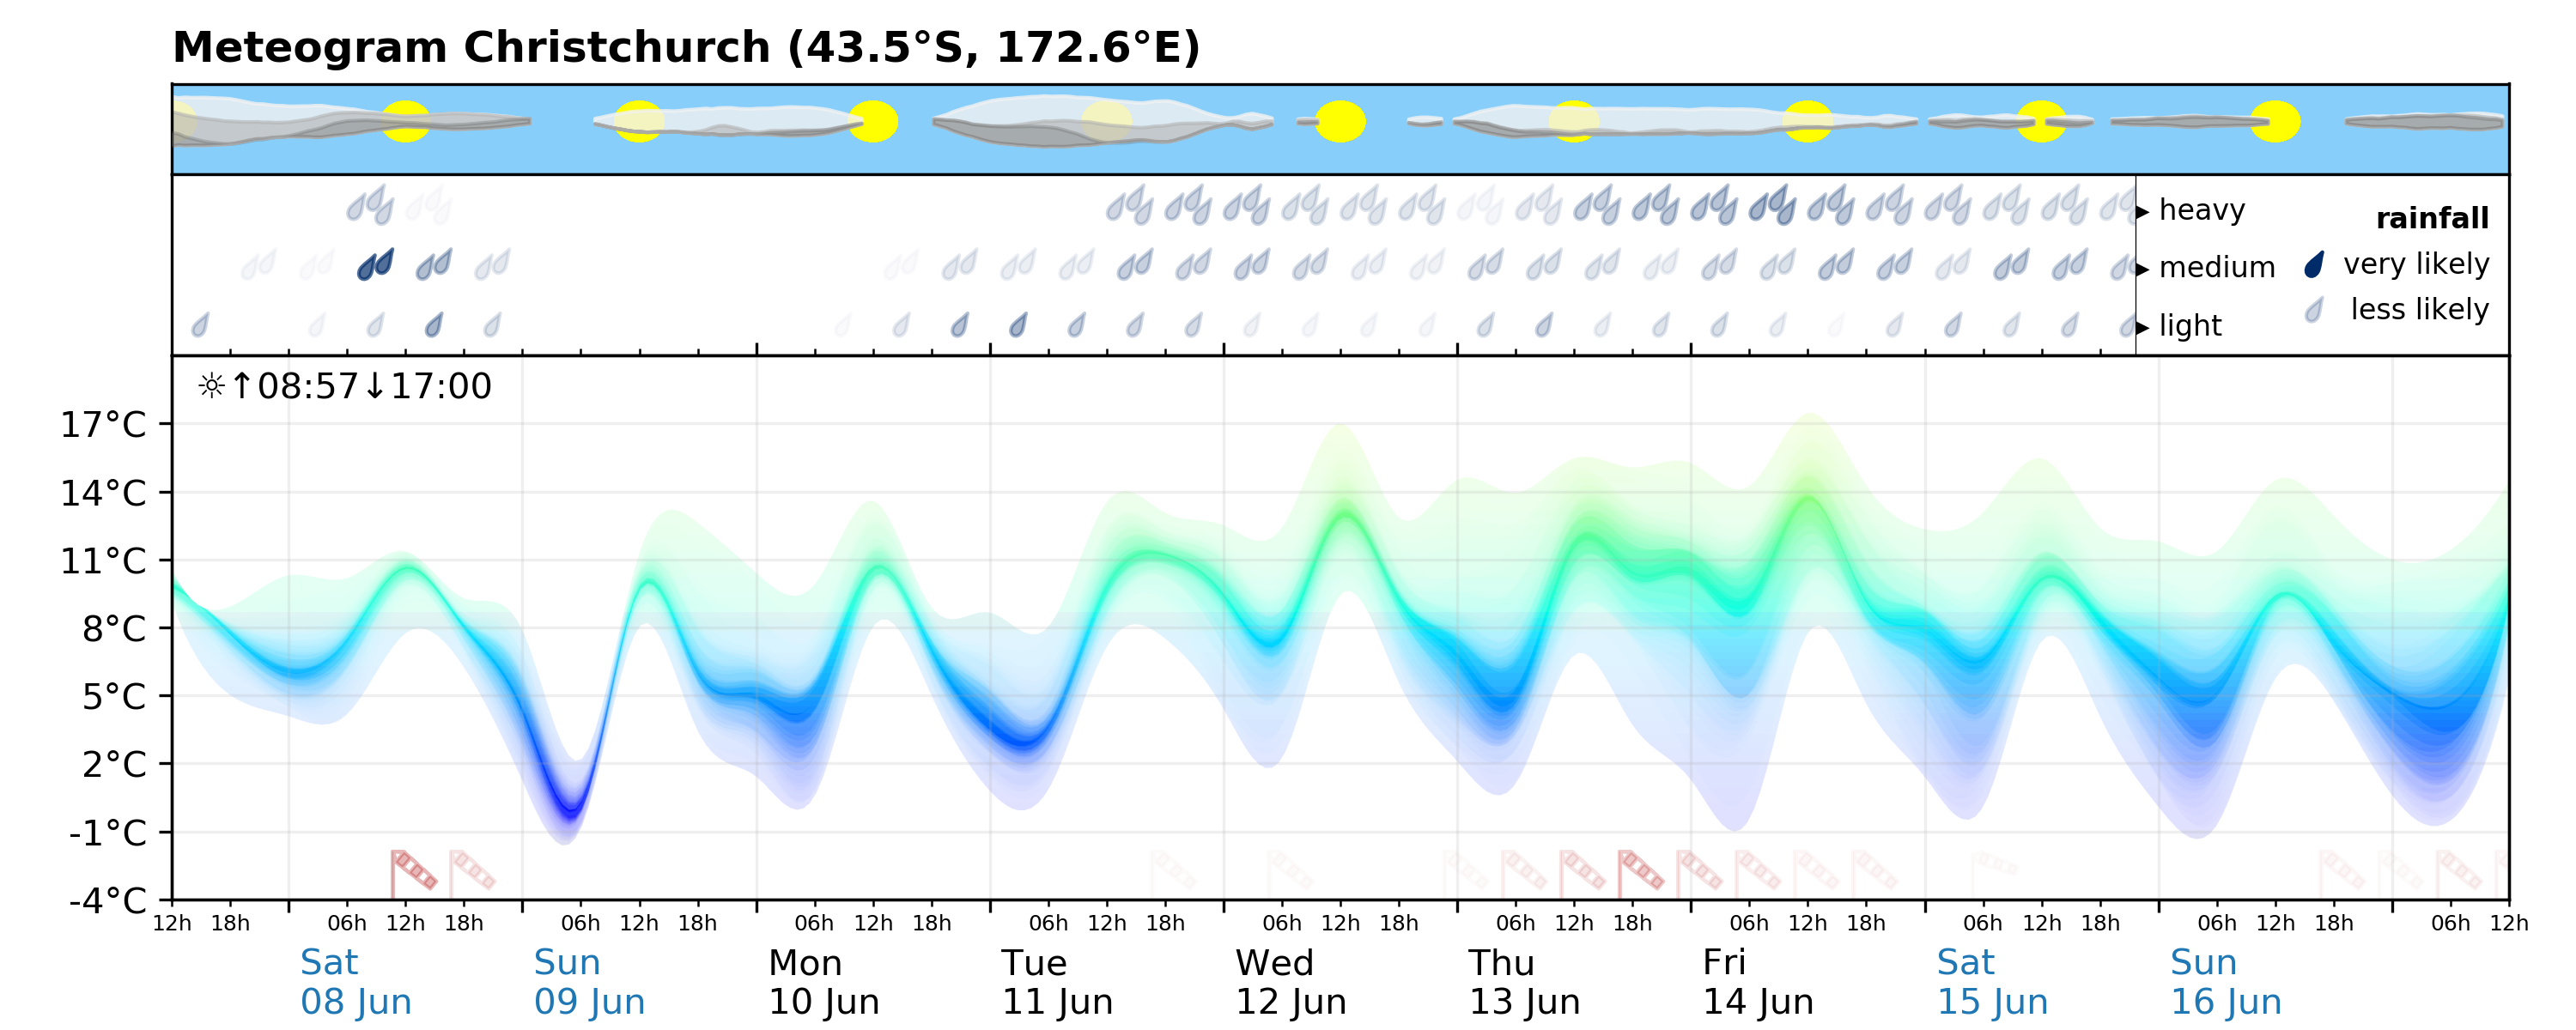 Meteogram Christchurch (43.5°S, 172.6°E)
▸ heavy
rainfall
▸ medium
very likely
▸ light
less likely
☼↑08:57↓17:00
17°C
14°C
11°C
8°C
5°C
2°C
-1°C
-4°C
12h 18h 06h 12h 18h 06h 12h 18h 06h 12h 18h 06h 12h 18h 06h 12h 18h 06h 12h 18h 06h 12h 18h 06h 12h 18h 06h 12h 18h 06h 12h
Sat Sun Mon Tue Wed Thu Fri Sat Sun
08 Jun 09 Jun 10 Jun 11 Jun 12 Jun 13 Jun 14 Jun 15 Jun 16 Jun